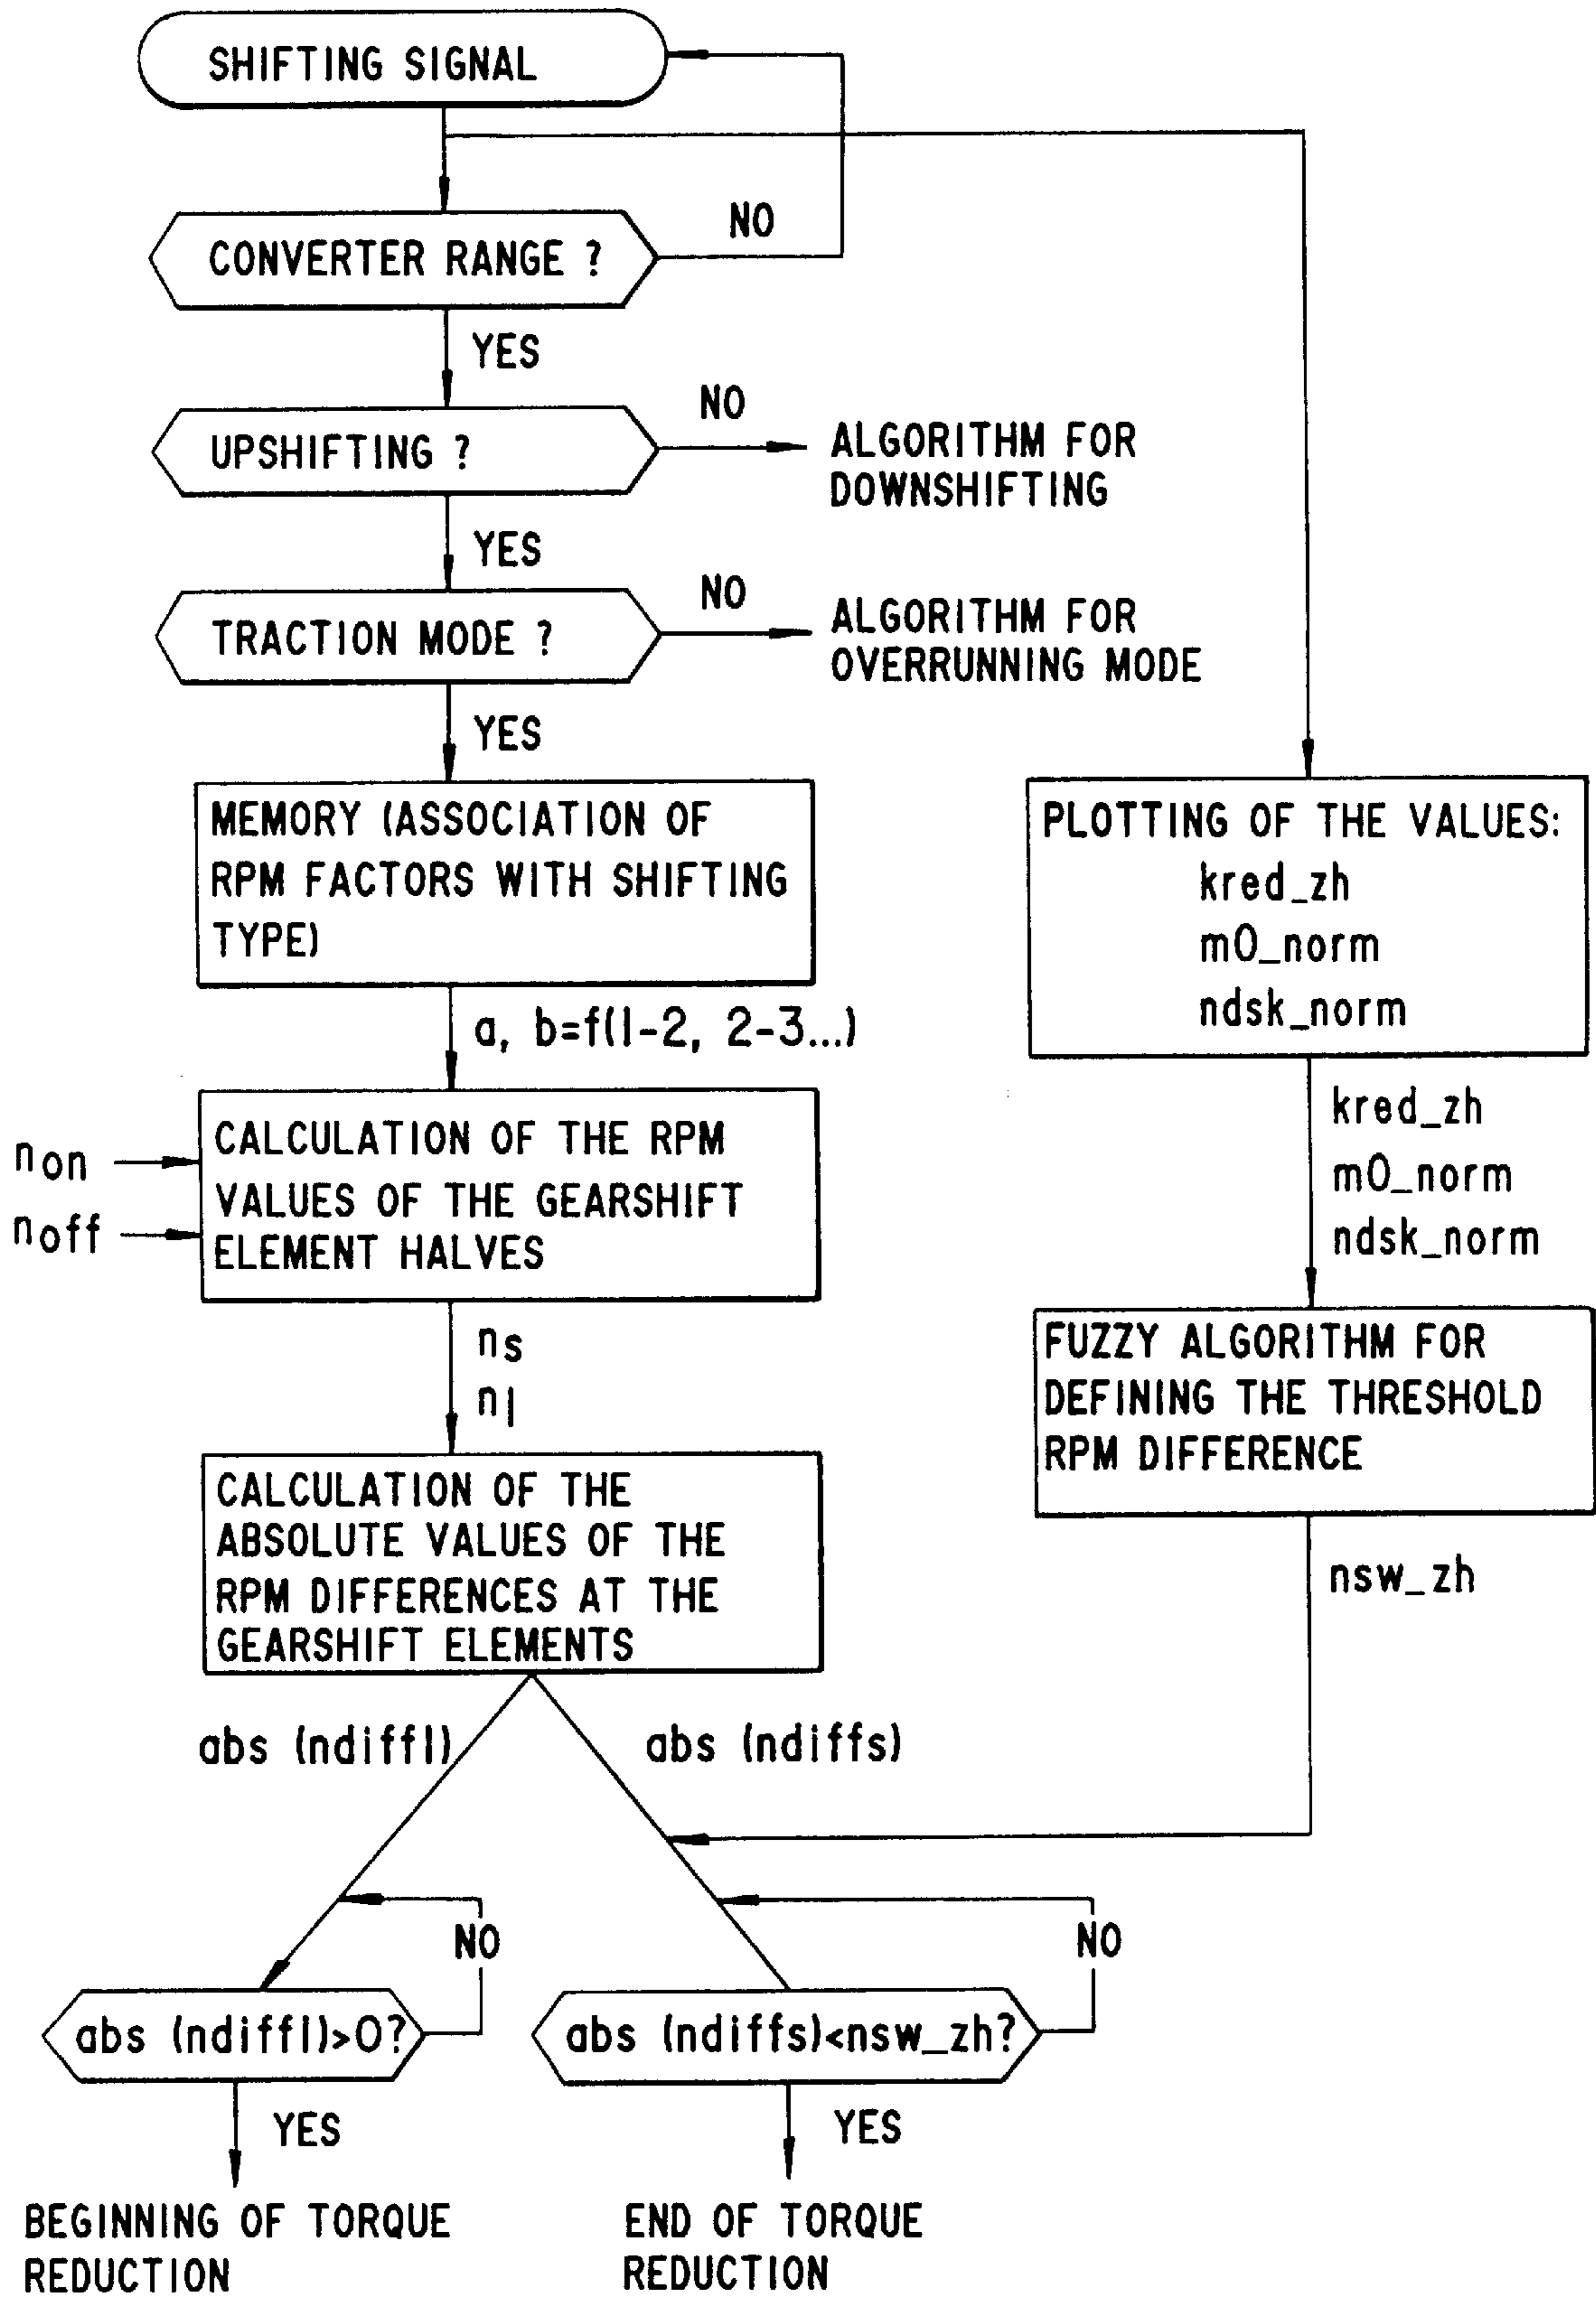 SHIFTING SIGNAL
NO
CONVERTER RANGE ?
YES
NO
UPSHIFTING ?
ALGORITHM FOR
DOWNSHIFTING
YES
NO
TRACTION MODE ?
ALGORITHM FOR
OVERRUNNING MODE
YES
MEMORY (ASSOCIATION OF
RPM FACTORS WITH SHIFTING
TYPE)
PLOTTING OF THE VALUES:
kred_zh
m0_norm
ndsk_norm
a, b=f(1-2, 2-3...)
kred_zh
m0_norm
ndsk_norm
non
noff
CALCULATION OF THE RPM
VALUES OF THE GEARSHIFT
ELEMENT HALVES
ns
nl
FUZZY ALGORITHM FOR
DEFINING THE THRESHOLD
RPM DIFFERENCE
CALCULATION OF THE
ABSOLUTE VALUES OF THE
RPM DIFFERENCES AT THE
GEARSHIFT ELEMENTS
nsw_zh
abs (ndiffl)
abs (ndiffs)
NO
NO
abs (ndiffl)>0?
abs (ndiffs)<nsw_zh?
YES
YES
BEGINNING OF TORQUE
REDUCTION
END OF TORQUE
REDUCTION